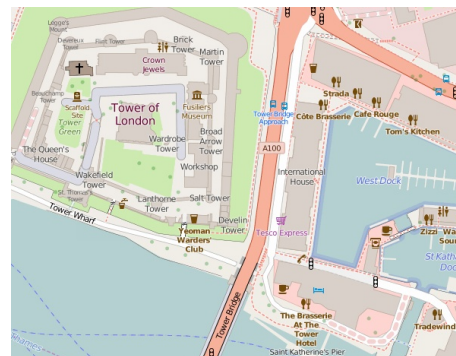 Legge's
Mount
Devereux
Tower
Flint Tower
Brick
Tower
Martin
Tower
Crown
Jewels
Beauchamp
Tower
Scaffold
Site
Tower
Green
Tower of
London
Fusiliers
Museum
Broad
Arrow
Tower
Wardrobe
Tower
Workshop
The Queen's
House
Wakefield
Tower
St. Thomas's
Tower
Lanthorne
Tower
Salt Tower
Develin
Tower
Yeoman
Warders'
Club
Tower Wharf
Tower Bridge
Approach
A100
Strada
Côte Brasserie
Cafe Rouge
Tom's Kitchen
International
House
West Dock
Tesco Express
Zizzi
St Kath
Tower Bridge
The Brasserie
At The
Tower
Hotel
Tradewind
Saint Katherine's Pier
Thames